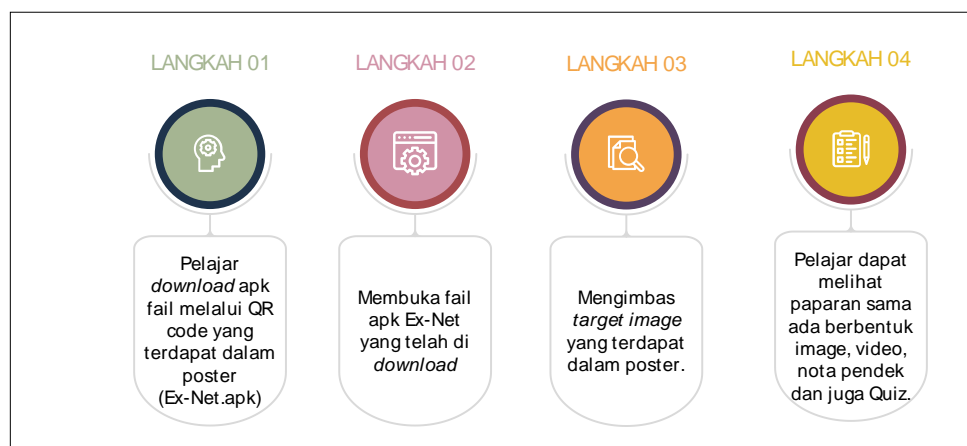 LANGKAH 01
Pelajar
download apk
fail melalui QR
code yang
terdapat dalam
poster
(Ex-Net.apk)
LANGKAH 02
Membuka fail
apk Ex-Net
yang telah di
download
LANGKAH 03
Mengimbas
target image
yang terdapat
dalam poster.
LANGKAH 04
Pelajar dapat
melihat
paparan sama
ada berbentuk
image, video,
nota pendek
dan juga Quiz.